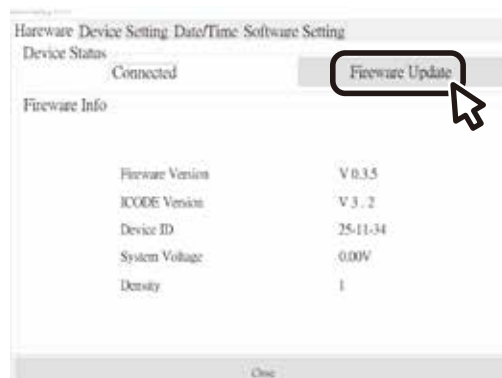 Hareware Device Setting Date/Time Software Setting
Device Status
Connected Fireware Update
Fireware Info
Fireware Version V 0.3.5
ICODE Version V 3 . 2
Device ID 25-11-34
System Voltage 0.00V
Density 1
Close